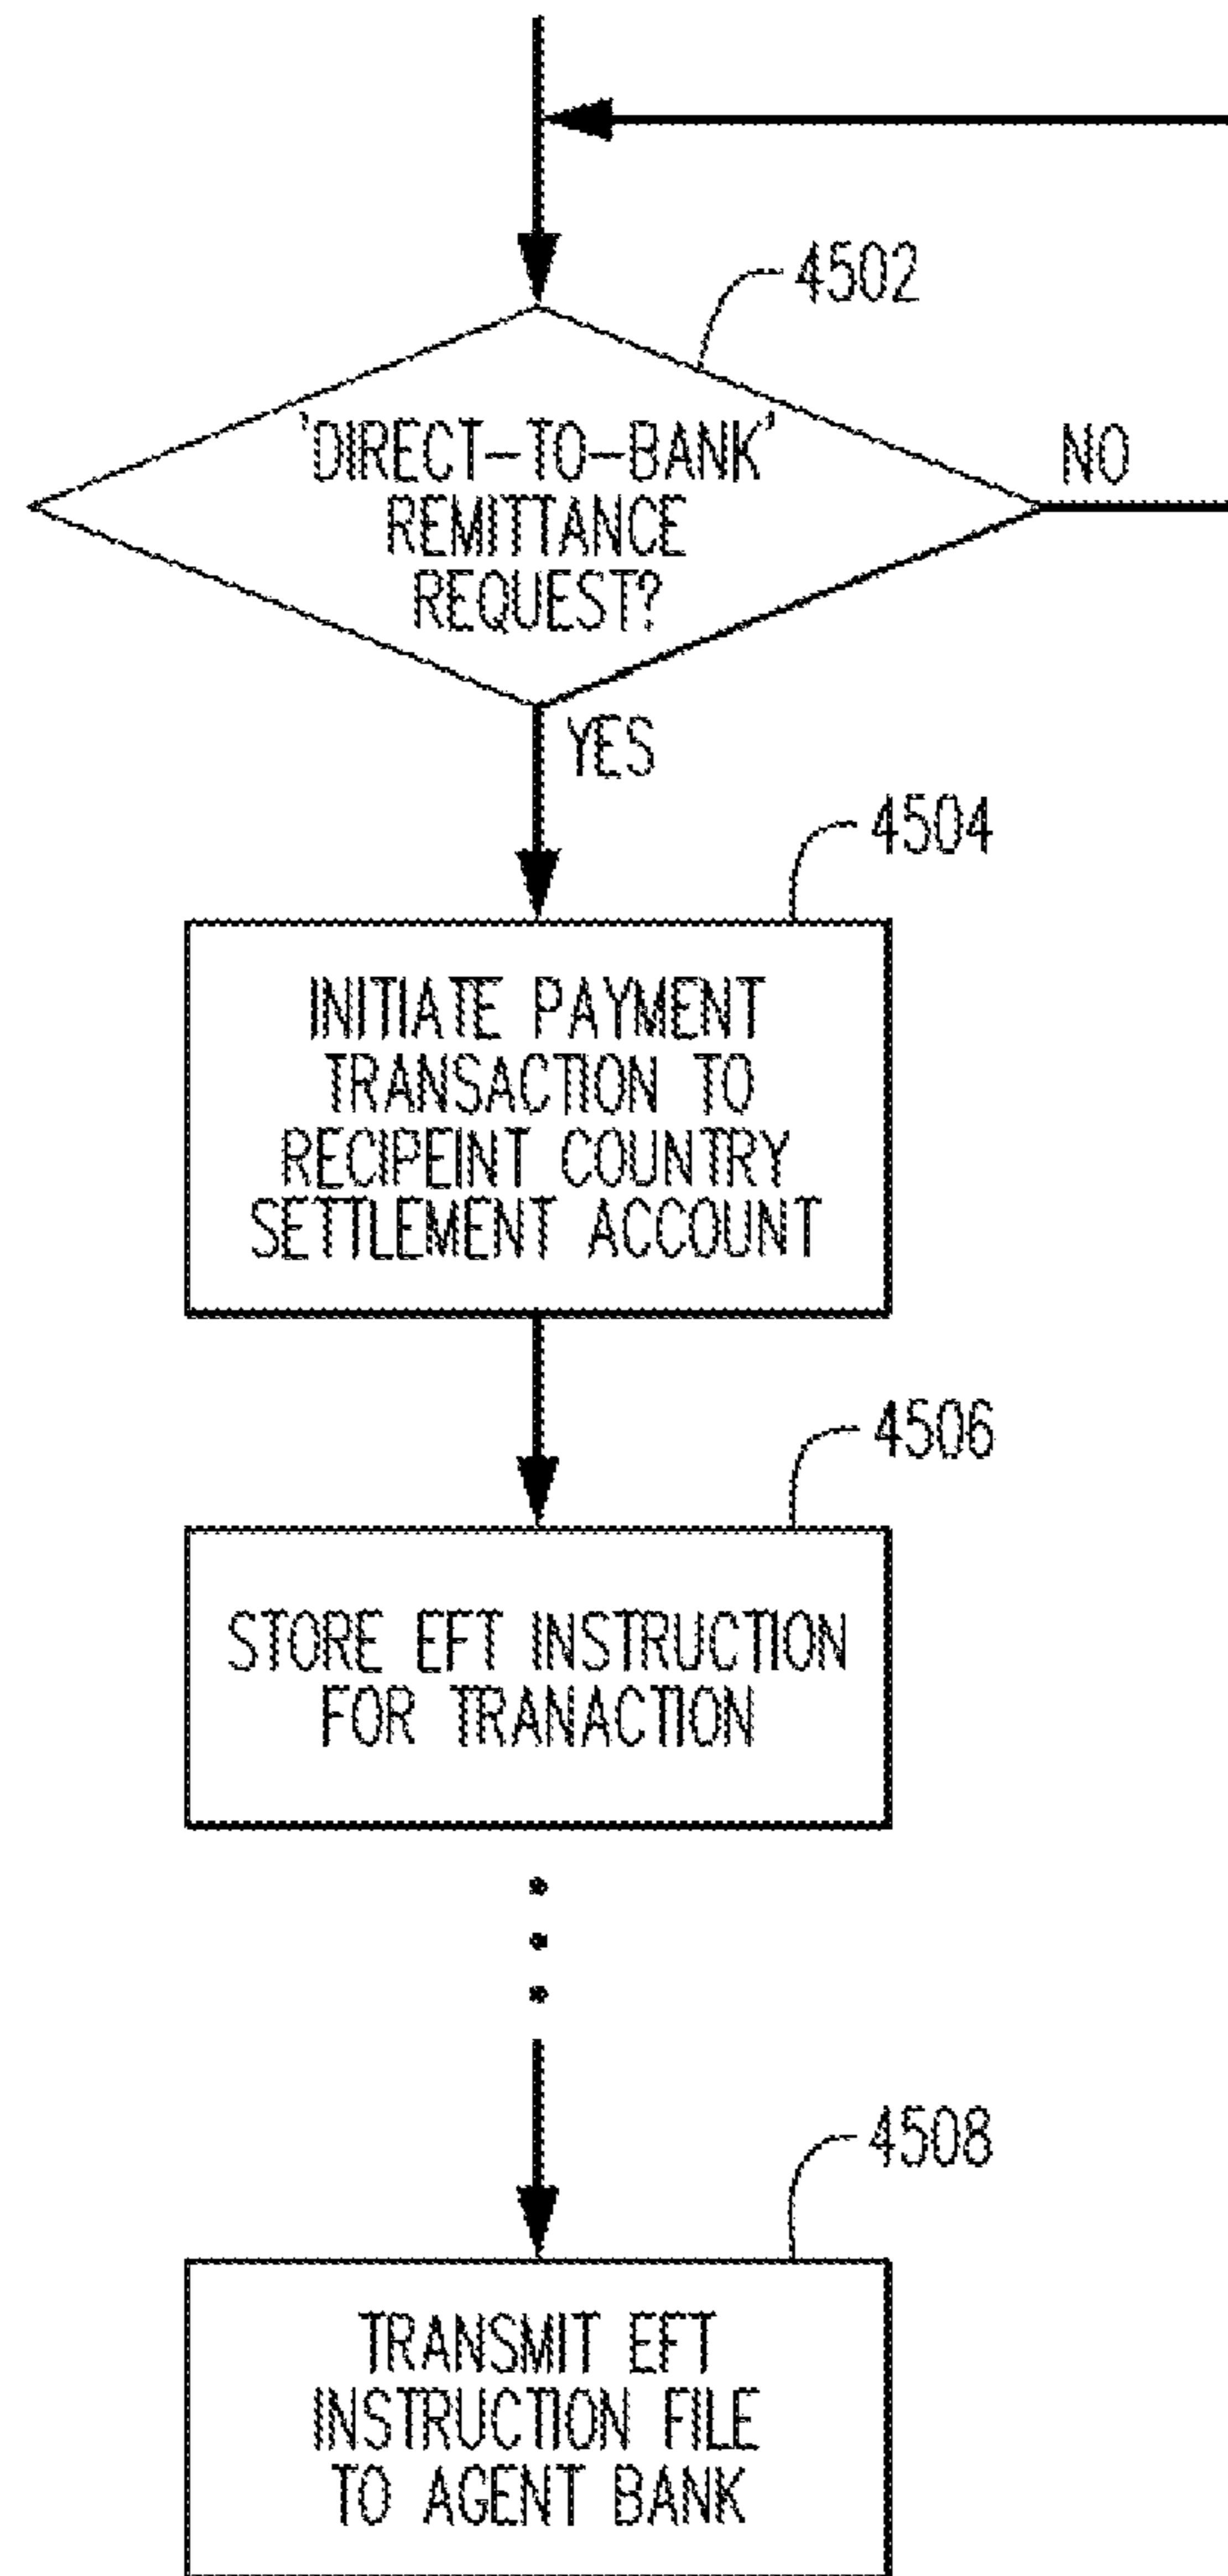 4502
'DIRECT-TO-BANK'
REMITTANCE
REQUEST?
NO
YES
4504
INITIATE PAYMENT
TRANSACTION TO
RECIPEINT COUNTRY
SETTLEMENT ACCOUNT
4506
STORE EFT INSTRUCTION
FOR TRANACTION
4508
TRANSMIT EFT
INSTRUCTION FILE
TO AGENT BANK